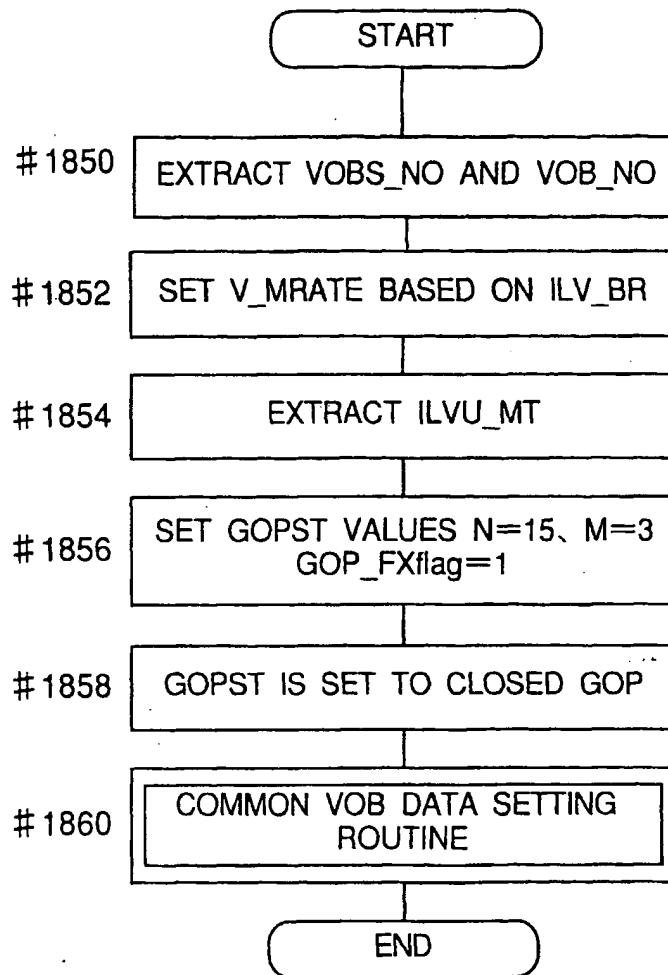 START
#1850
EXTRACT VOBS_NO AND VOB_NO
#1852
SET V_MRATE BASED ON ILV_BR
#1854
EXTRACT ILVU_MT
#1856
SET GOPST VALUES N=15、M=3
GOP_FXflag=1
#1858
GOPST IS SET TO CLOSED GOP
#1860
COMMON VOB DATA SETTING
ROUTINE
END